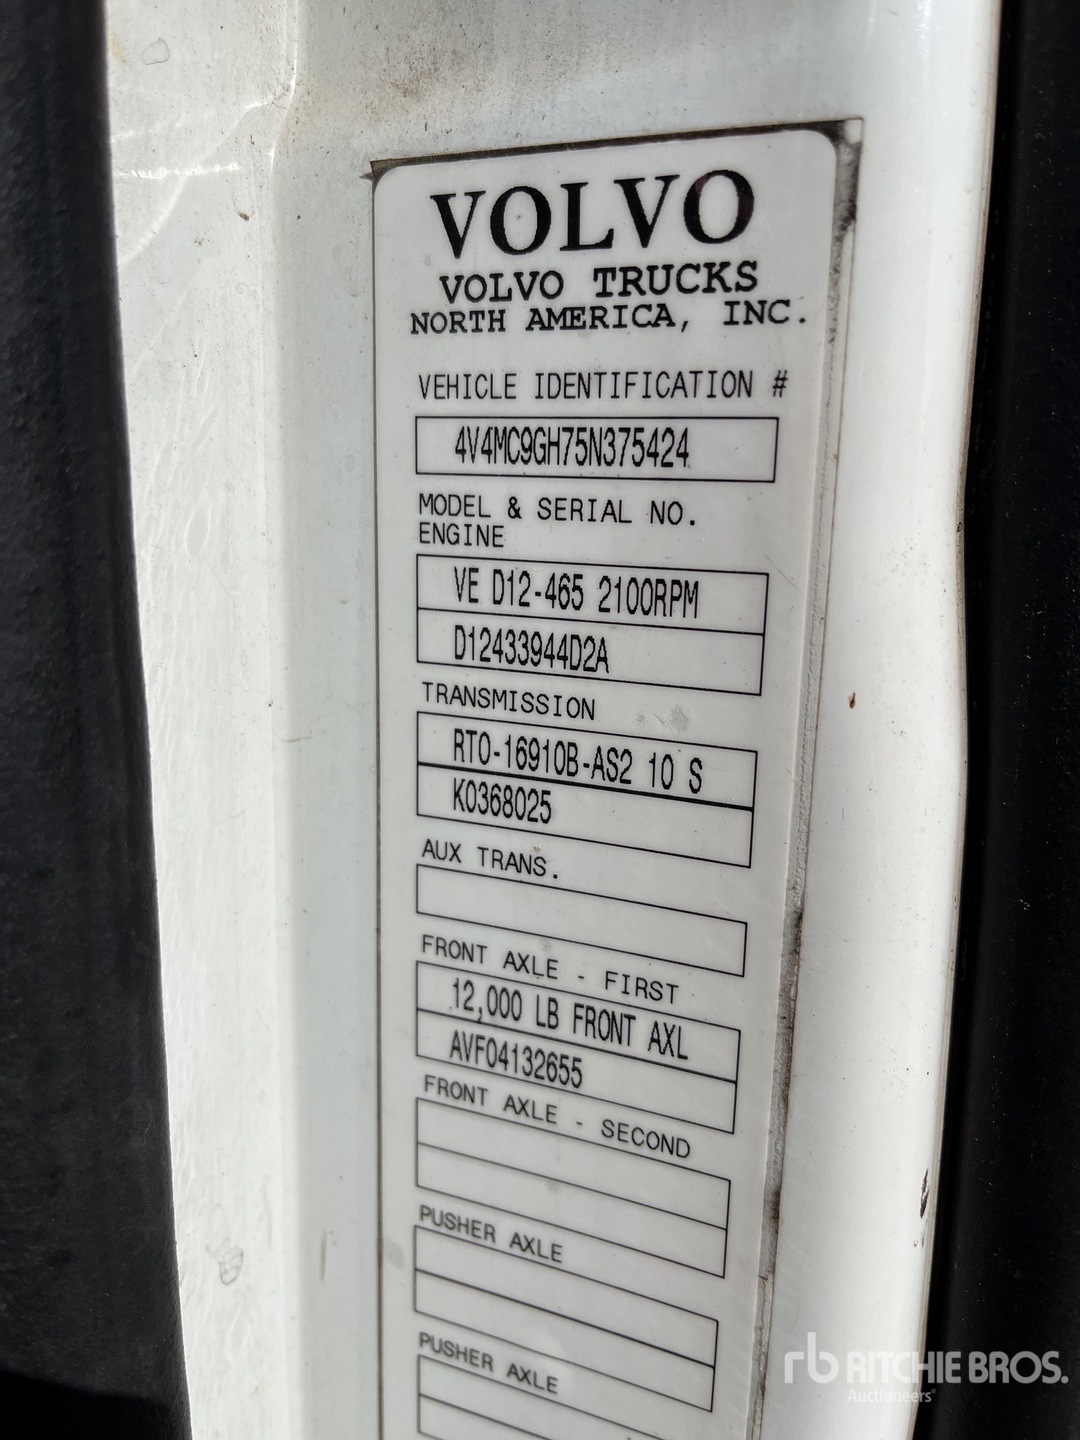 VOLVO
VOLVO TRUCKS
NORTH AMERICA, INC.
VEHICLE IDENTIFICATION #
4V4MC9GH75N375424
MODEL & SERIAL NO.
ENGINE
VE D12-465 2100RPM
D12433944D2A
TRANSMISSION
RTO-16910B-AS2 10 S
K0368025
AUX TRANS.
FRONT AXLE - FIRST
12,000 LB FRONT AXL
AVF04132655
FRONT AXLE - SECOND
PUSHER AXLE
PUSHER AXLE
rb RITCHIE BROS.
Auctioneers